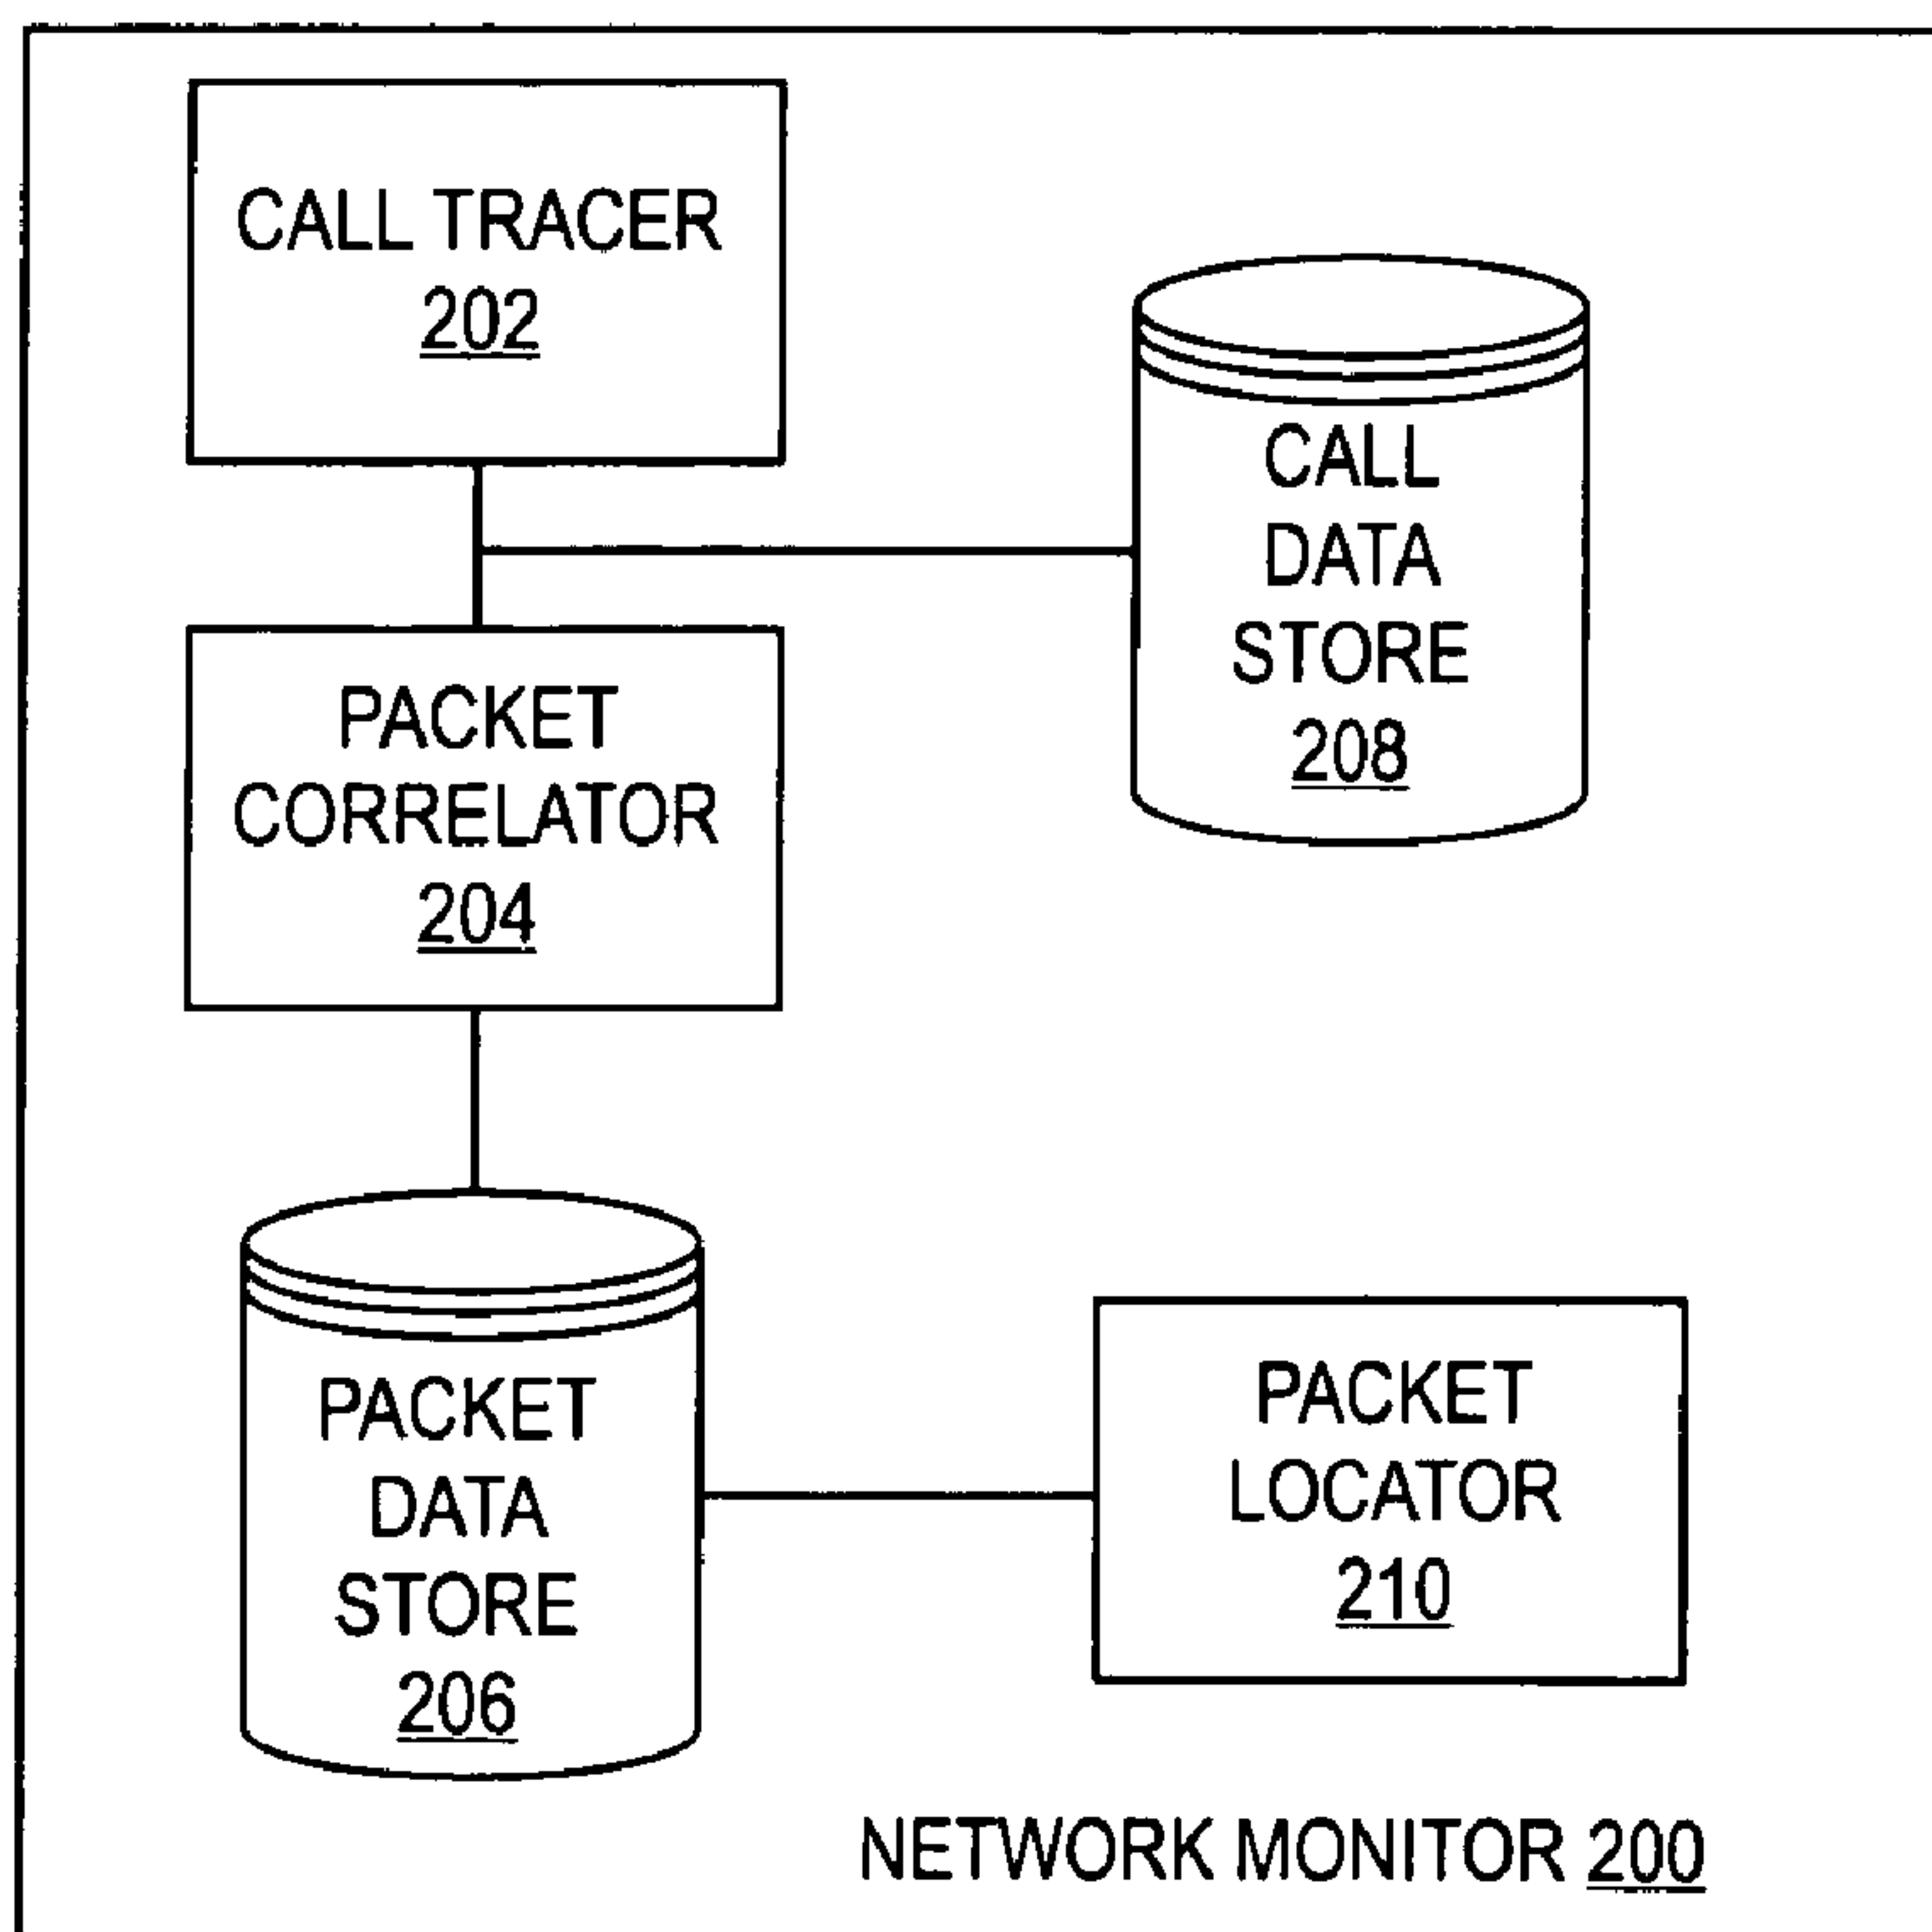 CALL TRACER
202
CALL
DATA
STORE
208
PACKET
CORRELATOR
204
PACKET
DATA
STORE
206
PACKET
LOCATOR
210
NETWORK MONITOR 200